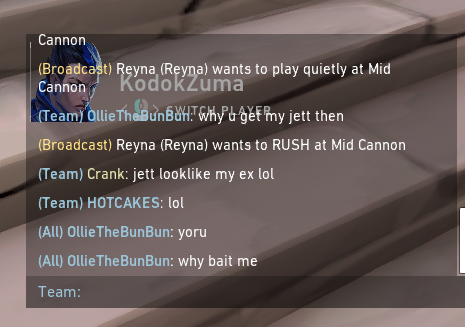 Cannon
(Broadcast) Reyna (Reyna) wants to play quietly at Mid
Cannon
KodokZuma
SWITCH PLAYER
(Team) OllieTheBunBun: why u get my jett then
(Broadcast) Reyna (Reyna) wants to RUSH at Mid Cannon
(Team) Crank: jett looklike my ex lol
(Team) HOTCAKES: lol
(All) OllieTheBunBun: yoru
(All) OllieTheBunBun: why bait me
Team: